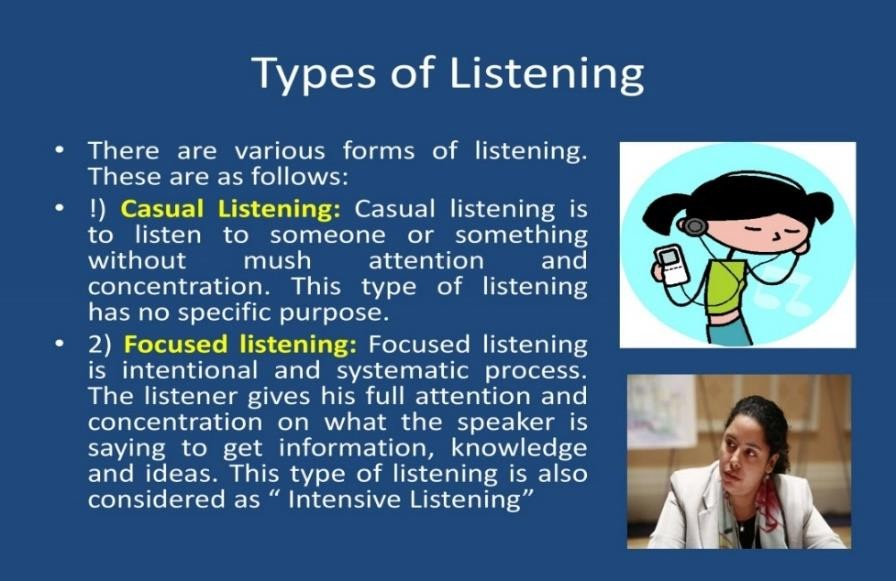 Types of Listening
• There are various forms of listening.
These are as follows:
• !) Casual Listening: Casual listening is
to listen to someone or something
without mush attention and
concentration. This type of listening
has no specific purpose.
• 2) Focused listening: Focused listening
is intentional and systematic process.
The listener gives his full attention and
concentration on what the speaker is
saying to get information, knowledge
and ideas. This type of listening is also
considered as “ Intensive Listening”